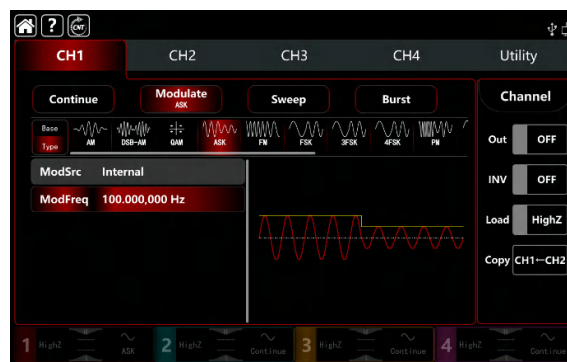 ? CNT
CH1 CH2 CH3 CH4 Utility
Continue Modulate Sweep Burst Channel
ASK
Base
Type
AM DSB-AM QAM ASK FM FSK 3FSK 4FSK PM
Out OFF
ModSrc Internal
INV OFF
ModFreq 100.000,000 Hz
Load HighZ
Copy CH1←CH2
1 HighZ ASK 2 HighZ Continue 3 HighZ Continue 4 HighZ Continue